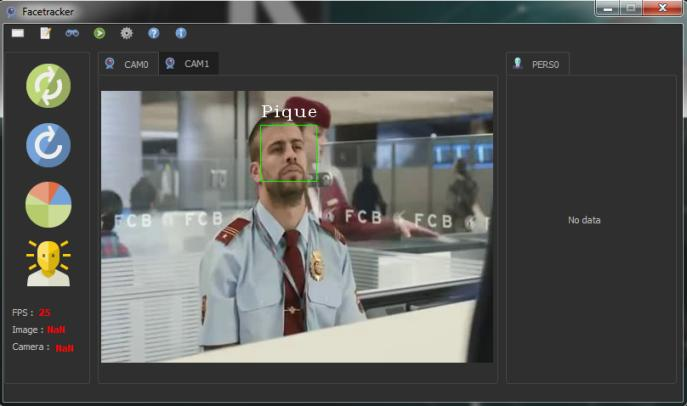 Facetracker
CAM0
CAM1
PERS0
Pique
FCB
FCB
FCB
FCB
FPS : 25
Image : NaN
Camera : NaN
No data